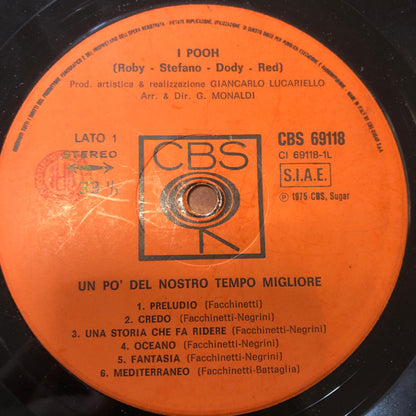 I POOH
(Roby - Stefano - Dody - Red)
Prod. artistica & realizzazione GIANCARLO LUCARIELLO
Arr. & Dir. G. MONALDI
LATO 1
STEREO
CBS
CBS 69118
CI 69118-1L
S.I.A.E.
℗ 1975 CBS, Sugar
UN PO' DEL NOSTRO TEMPO MIGLIORE
1. PRELUDIO (Facchinetti)
2. CREDO (Facchinetti-Negrini)
3. UNA STORIA CHE FA RIDERE (Facchinetti-Negrini)
4. OCEANO (Facchinetti-Negrini)
5. FANTASIA (Facchinetti-Negrini)
6. MEDITERRANEO (Facchinetti-Battaglia)